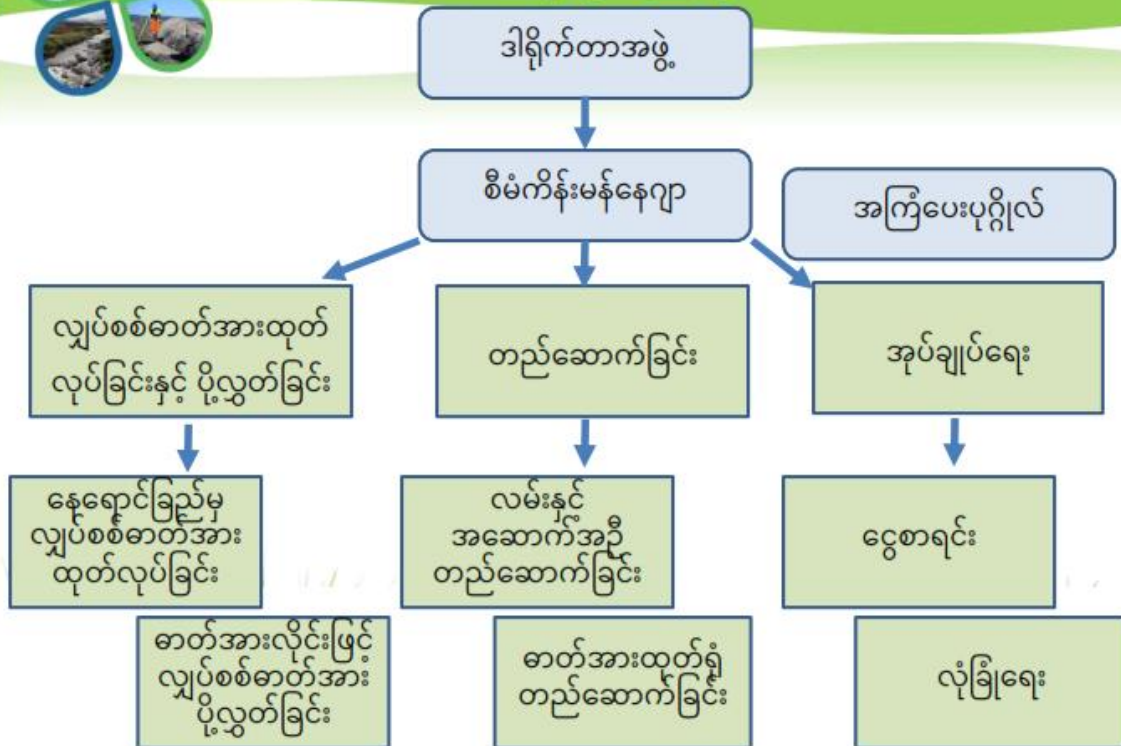 ဒါရိုက်တာအဖွဲ့
စီမံကိန်းမန်နေဂျာ
အကြံပေးပုဂ္ဂိုလ်
လျှပ်စစ်ဓာတ်အားထုတ်
လုပ်ခြင်းနှင့် ပို့လွှတ်ခြင်း
တည်ဆောက်ခြင်း
အုပ်ချုပ်ရေး
နေရောင်ခြည်မှ
လျှပ်စစ်ဓာတ်အား
ထုတ်လုပ်ခြင်း
လမ်းနှင့်
အဆောက်အဦ
တည်ဆောက်ခြင်း
ငွေစာရင်း
ဓာတ်အားလိုင်းဖြင့်
လျှပ်စစ်ဓာတ်အား
ပို့လွှတ်ခြင်း
ဓာတ်အားထုတ်ရုံ
တည်ဆောက်ခြင်း
လုံခြုံရေး